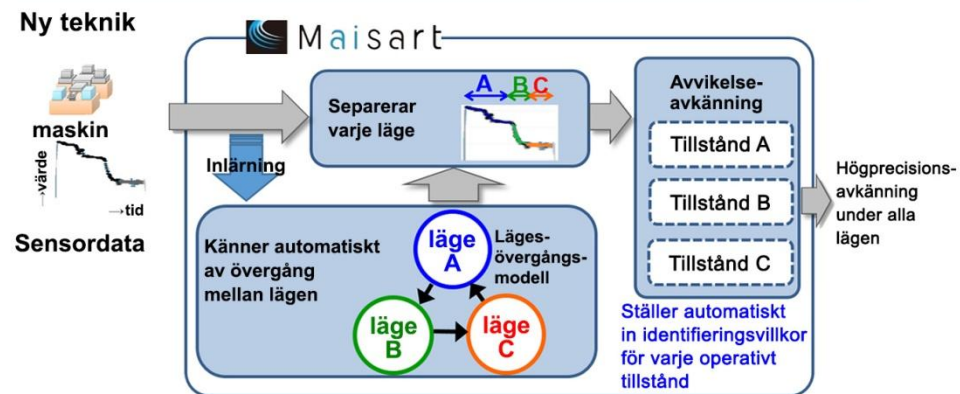 Ny teknik
maskin
→värde
→tid
Sensordata
Maisart
Inlärning
Separerar
varje läge
A B C
Känner automatiskt
av övergång
mellan lägen
läge
A
läge
B
läge
C
Läges-
övergångs-
modell
Avvikelse-
avkänning
Tillstånd A
Tillstånd B
Tillstånd C
Ställer automatiskt
in identifieringsvillkor
för varje operativt
tillstånd
Högprecisions-
avkänning
under alla
lägen